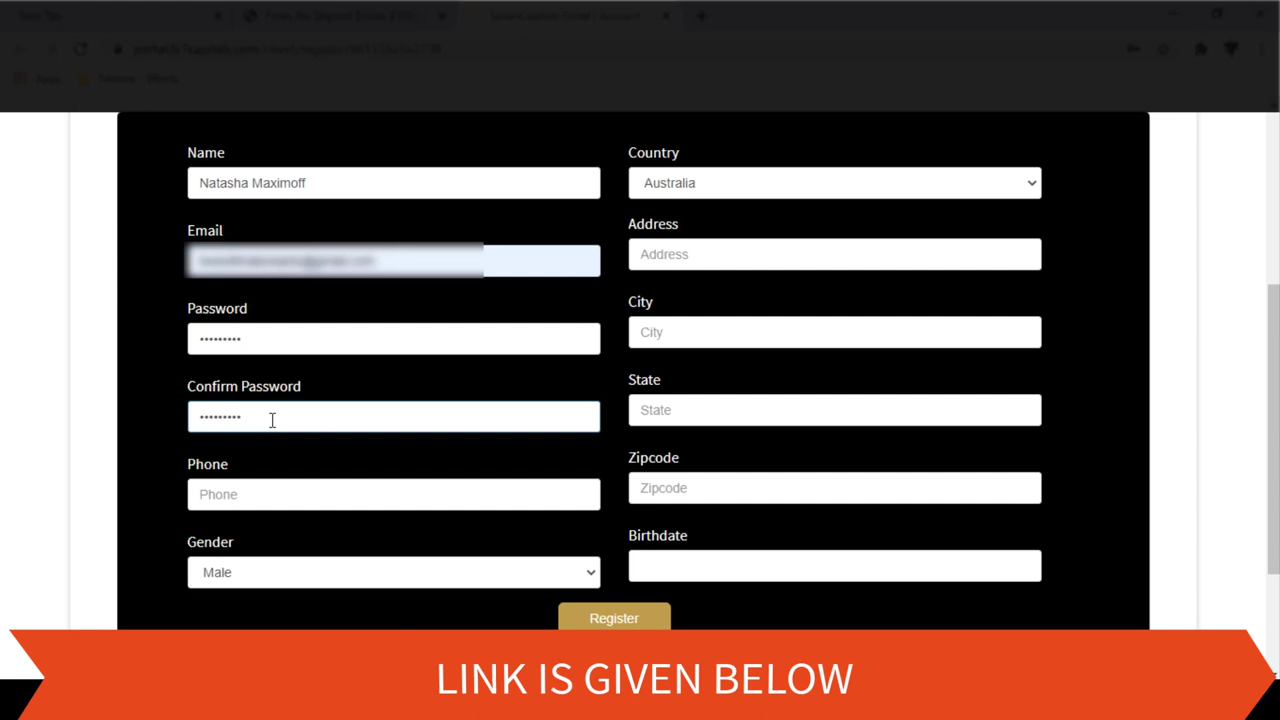 Name
Natasha Maximoff
Email
Password
•••••••••
Confirm Password
•••••••••
Phone
Phone
Gender
Male
Country
Australia
Address
Address
City
City
State
State
Zipcode
Zipcode
Birthdate
Register
LINK IS GIVEN BELOW